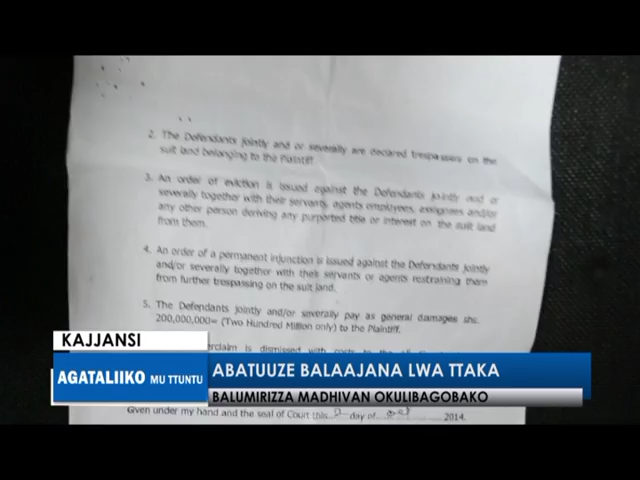 2. The Defendants jointly and or severally are declared trespassers on the
suit land belonging to the Plaintiff.
3. An order of eviction is issued against the Defendants jointly and or
severally together with their servants, agents employees, assignees and/or
any other person deriving any purported title or interest on the suit land
from them.
4. An order of a permanent injunction is issued against the Defendants jointly
and/or severally together with their servants or agents restraining them
from further trespassing on the suit land.
5. The Defendants jointly and/or severally pay as general damages shs.
200,000,000= (Two Hundred Million only) to the Plaintiff.
is dismissed with costs to the
KAJJANSI
AGATALIIKO MU TTUNTU
ABATUUZE BALAAJANA LWA TTAKA
BALUMIRIZZA MADHIVAN OKULIBAGOBAKO
Given under my hand and the seal of Court this day of 2014.